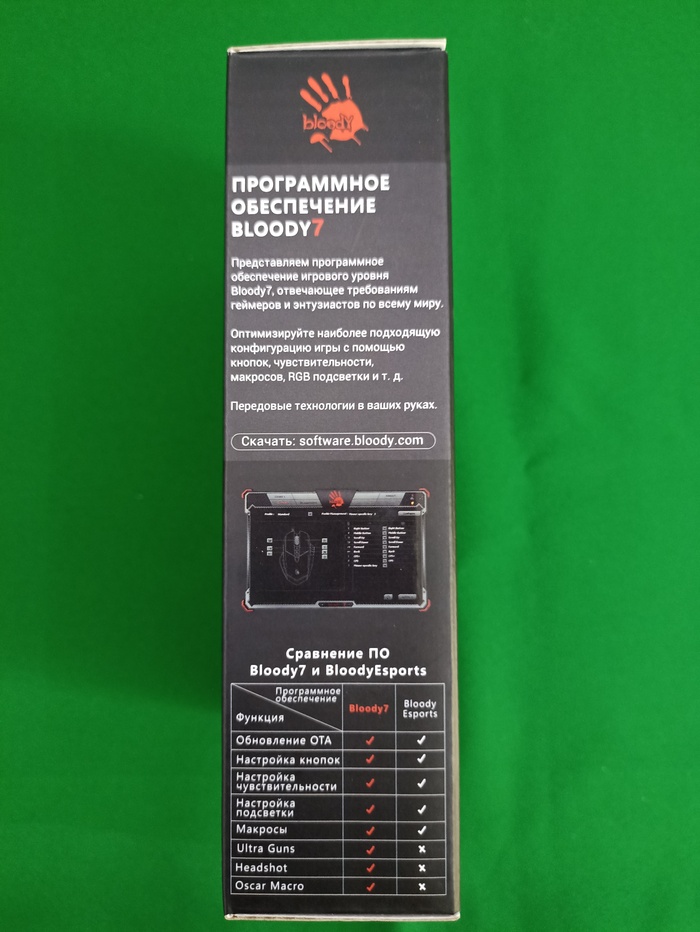 bloody
ПРОГРАММНОЕ
ОБЕСПЕЧЕНИЕ
BLOODY7
Представляем программное
обеспечение игрового уровня
Bloody7, отвечающее требованиям
геймеров и энтузиастов по всему миру.
Оптимизируйте наиболее подходящую
конфигурацию игры с помощью
кнопок, чувствительности,
макросов, RGB подсветки и т. д.
Передовые технологии в ваших руках.
Скачать: software.bloody.com
Сравнение ПО
Bloody7 и BloodyEsports
Программное
обеспечение
Функция
Bloody7
Bloody
Esports
Обновление OTA ✓ ✓
Настройка кнопок ✓ ✓
Настройка
чувствительности ✓ ✓
Настройка
подсветки ✓ ✓
Макросы ✓ ✓
Ultra Guns ✓ ×
Headshot ✓ ×
Oscar Macro ✓ ×